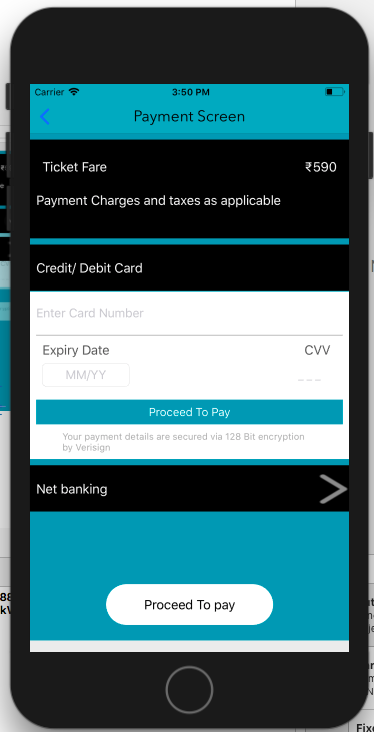 Carrier 3:50 PM
Payment Screen
Ticket Fare ₹590
Payment Charges and taxes as applicable
Credit/ Debit Card
Enter Card Number
Expiry Date CVV
MM/YY ___
Proceed To Pay
Your payment details are secured via 128 Bit encryption
by Verisign
Net banking
Proceed To pay
88
Fixe